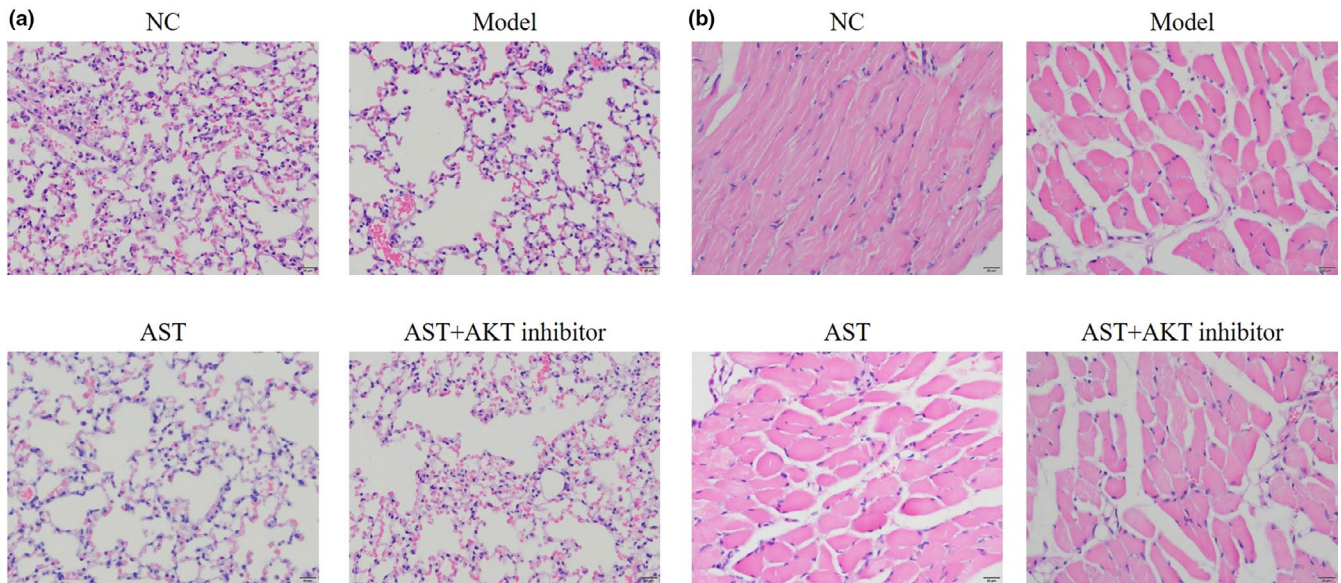 (a)
NC
Model
(b)
NC
Model
AST
AST+AKT inhibitor
AST
AST+AKT inhibitor